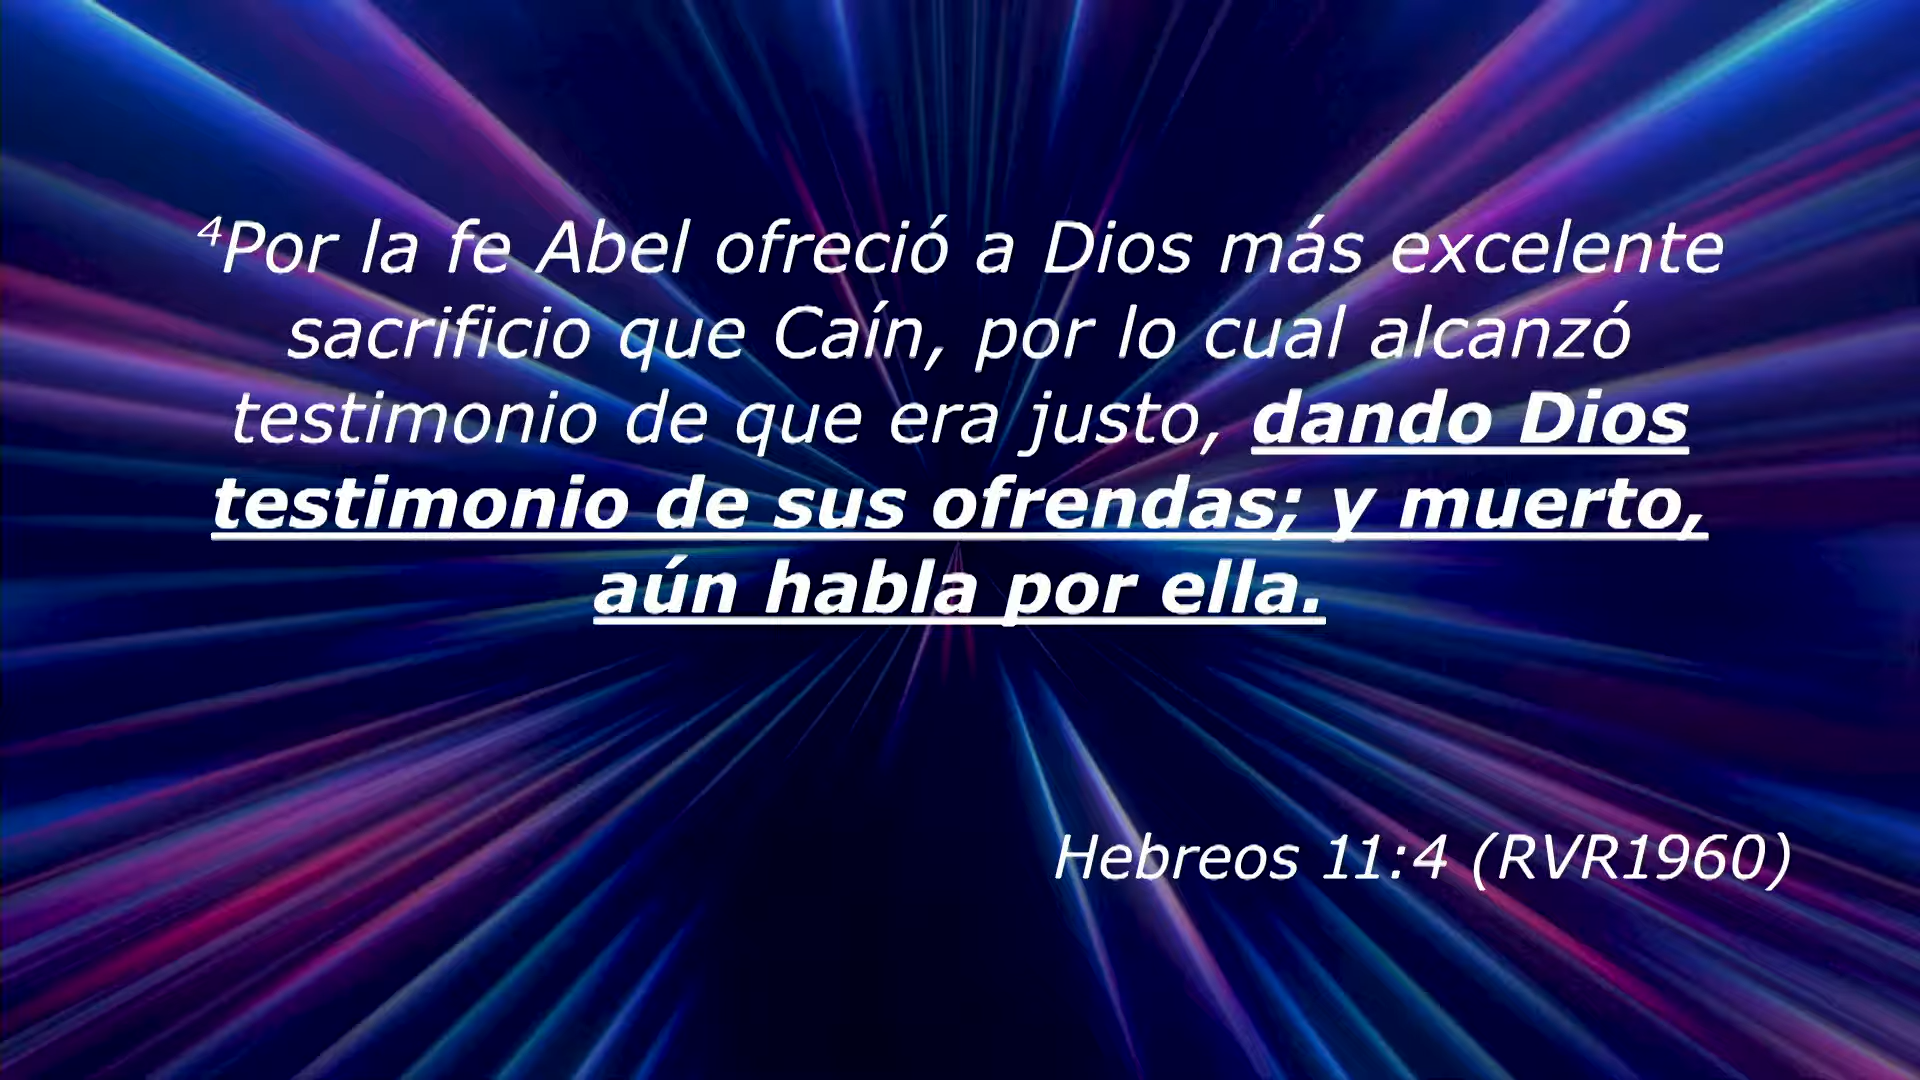 ⁴Por la fe Abel ofreció a Dios más excelente
sacrificio que Caín, por lo cual alcanzó
testimonio de que era justo, dando Dios
testimonio de sus ofrendas; y muerto,
aún habla por ella.
Hebreos 11:4 (RVR1960)